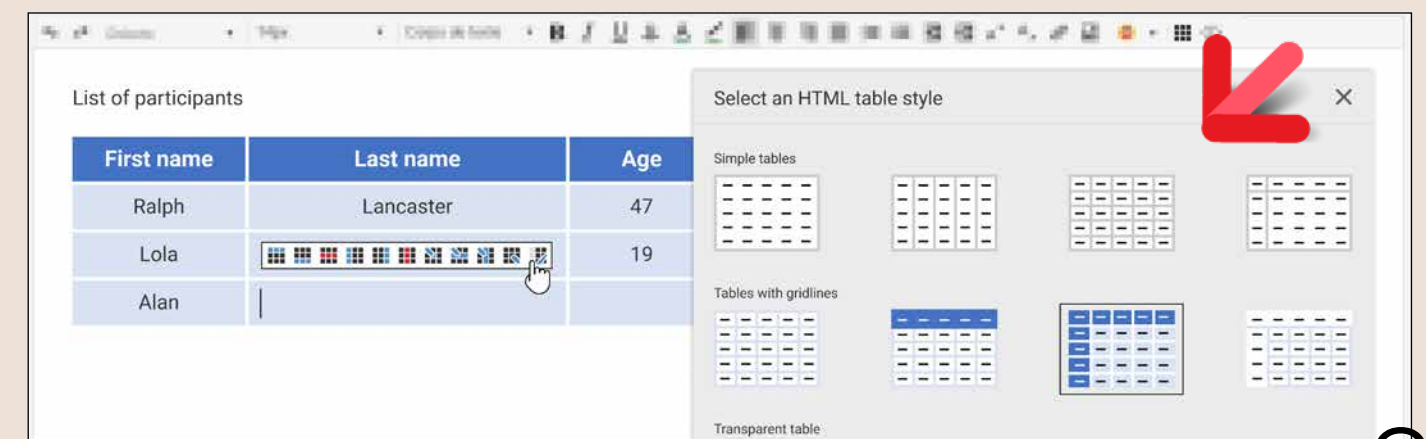 List of participants
First name Last name Age
Ralph Lancaster 47
Lola 19
Alan
Select an HTML table style
Simple tables
Tables with gridlines
Transparent table